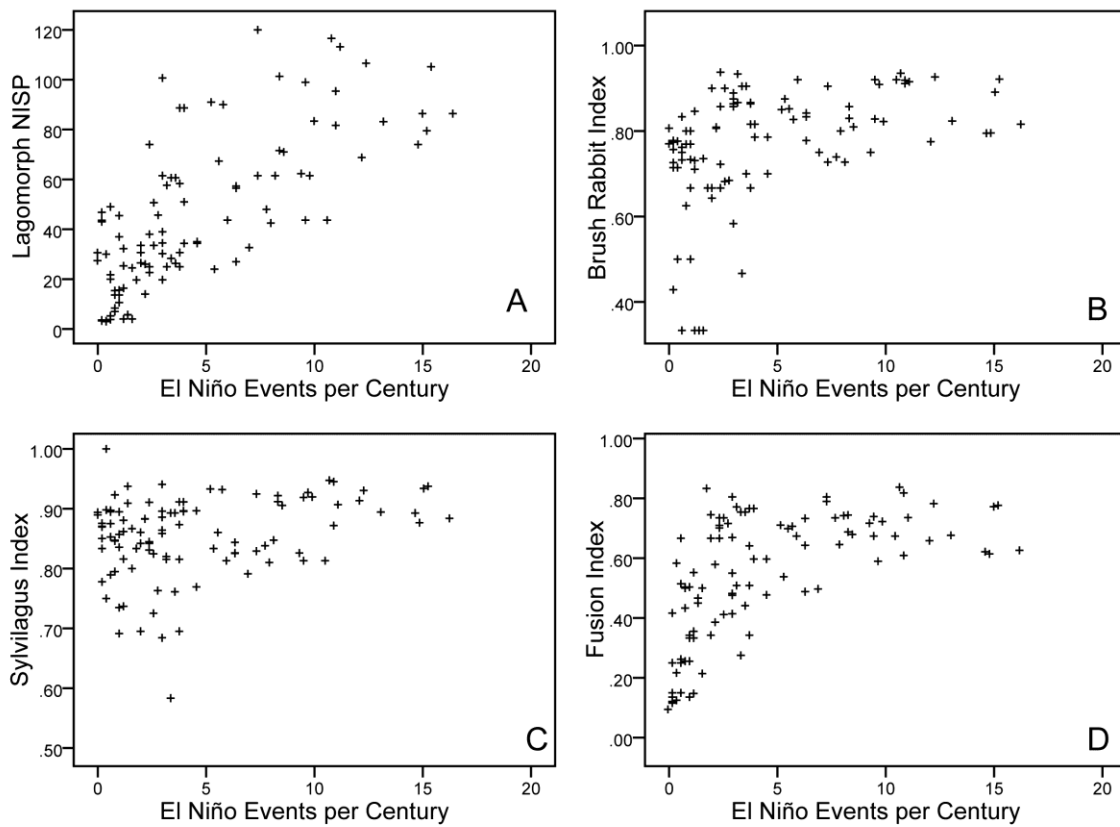 120
100
80
60
40
20
0
Lagomorph NISP
A
0 5 10 15 20
El Niño Events per Century
1.00
.80
.60
.40
Brush Rabbit Index
B
0 5 10 15 20
El Niño Events per Century
1.00
.90
.80
.70
.60
.50
Sylvilagus Index
C
0 5 10 15 20
El Niño Events per Century
1.00
.80
.60
.40
.20
.00
Fusion Index
D
0 5 10 15 20
El Niño Events per Century